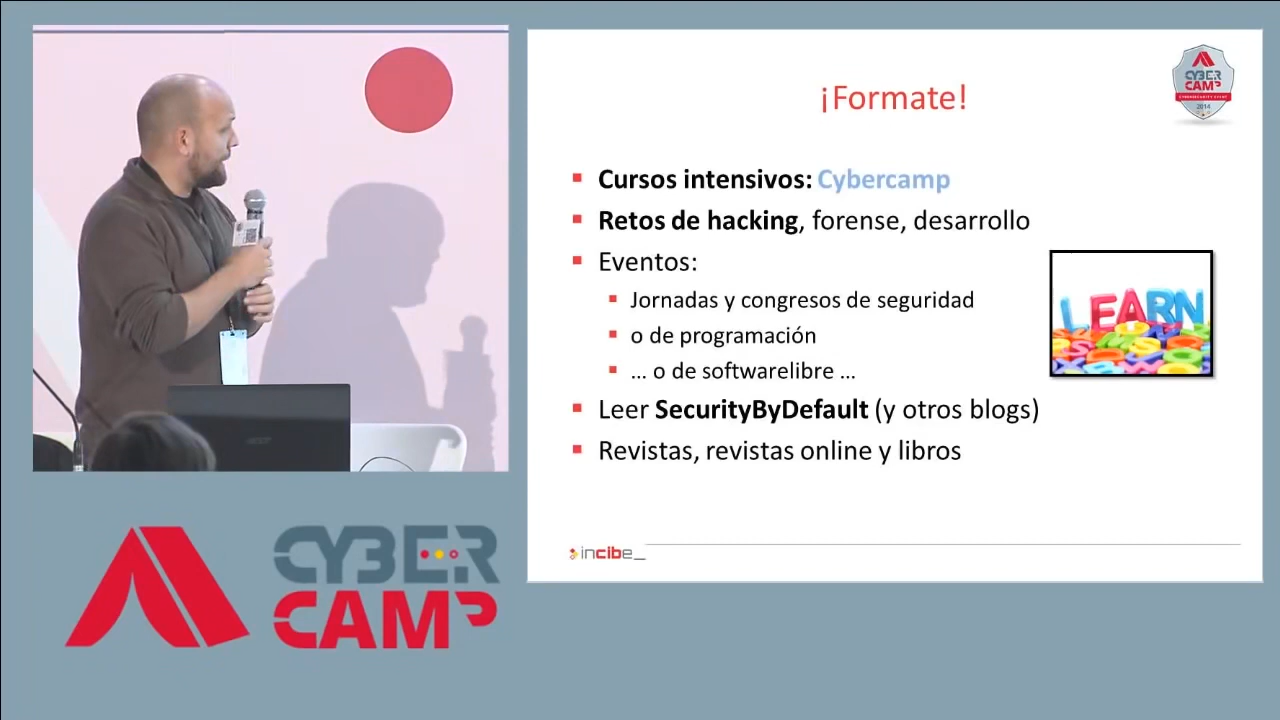 ¡Formate!
CYBER
CAMP
2014
Cursos intensivos: Cybercamp
Retos de hacking, forense, desarrollo
Eventos:
Jornadas y congresos de seguridad
o de programación
... o de softwarelibre ...
LEARN
Leer SecurityByDefault (y otros blogs)
Revistas, revistas online y libros
incibe_
acer
CYBER
CAMP